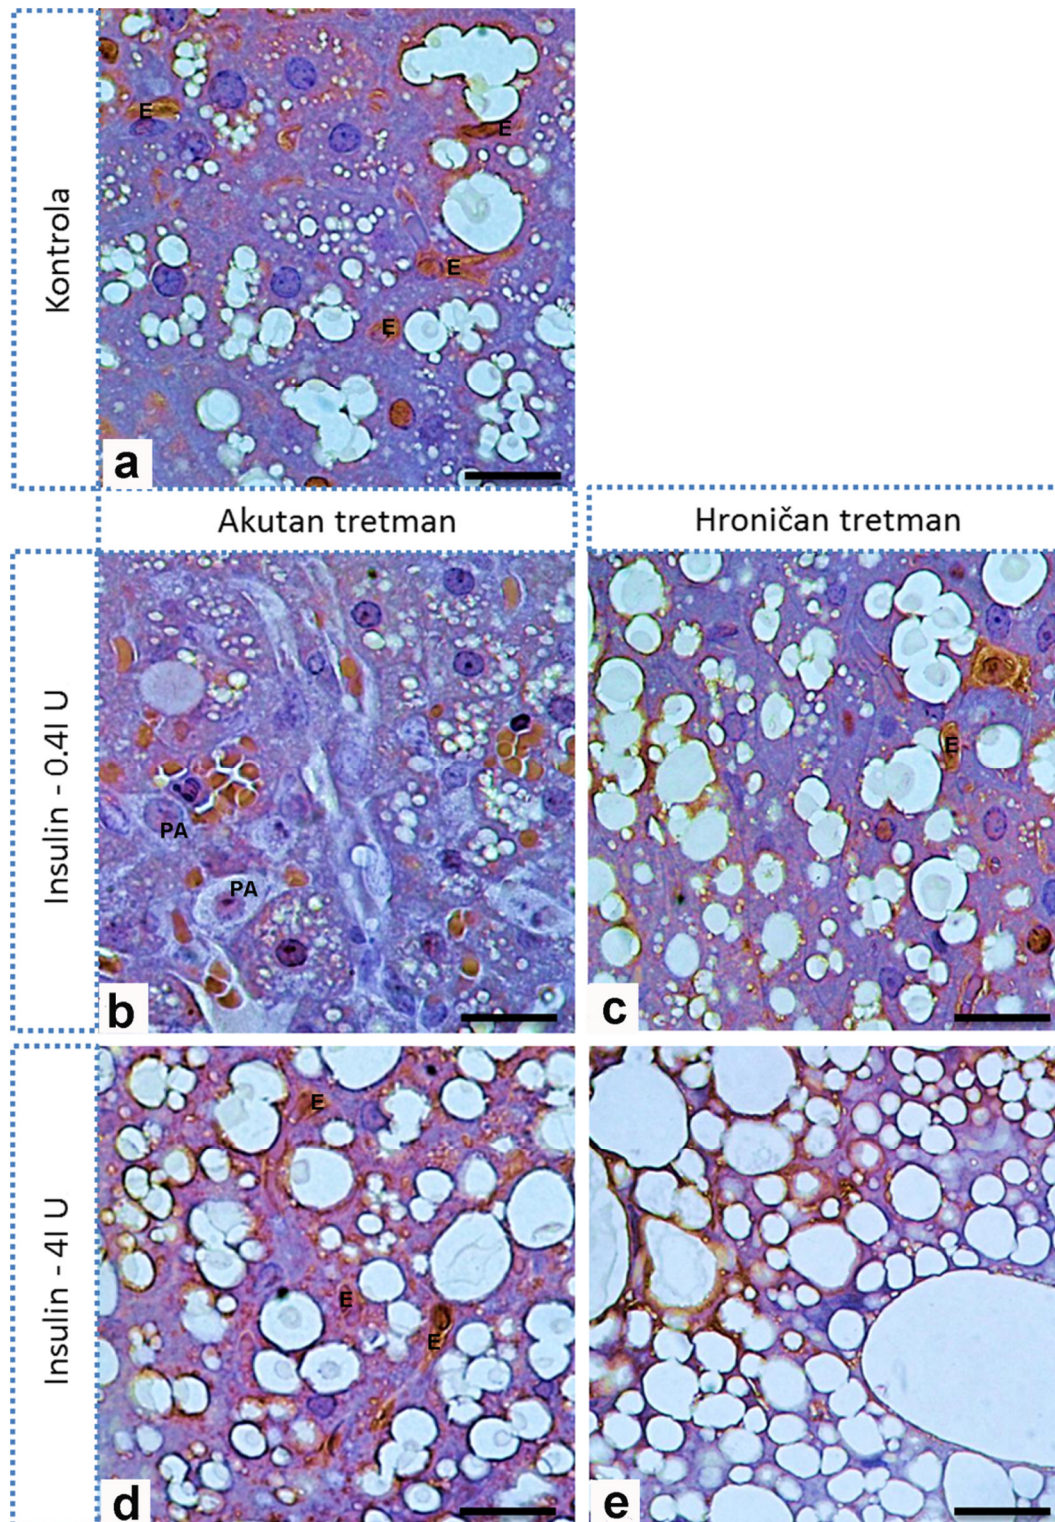 Kontrola
E
E
E
E
a
Akutan tretman
Hroničan tretman
Insulin - 0.4I U
PA
PA
b
E
c
Insulin - 4I U
E
E
E
d
e